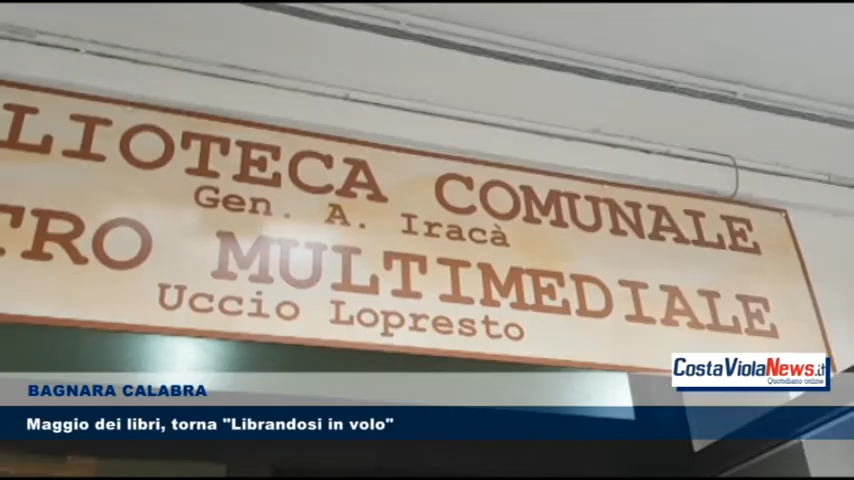 LIOTECA COMUNALE
Gen. A. Iracà
TRO MULTIMEDIALE
Uccio Lopresto
CostaViolaNews.it
Quotidiano online
BAGNARA CALABRA
Maggio dei libri, torna "Librandosi in volo"